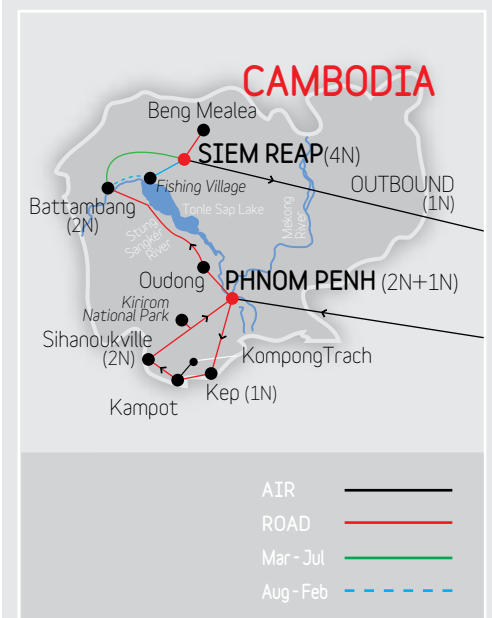 CAMBODIA
Beng Mealea
SIEM REAP(4N)
OUTBOUND
(1N)
Fishing Village
Battambang
(2N)
Tonle Sap Lake
Mekong
River
Stung
Sangker
River
Oudong
PHNOM PENH (2N+1N)
Kirirom
National Park
Sihanoukville
(2N)
KompongTrach
Kep (1N)
Kampot
AIR
ROAD
Mar-Jul
Aug-Feb